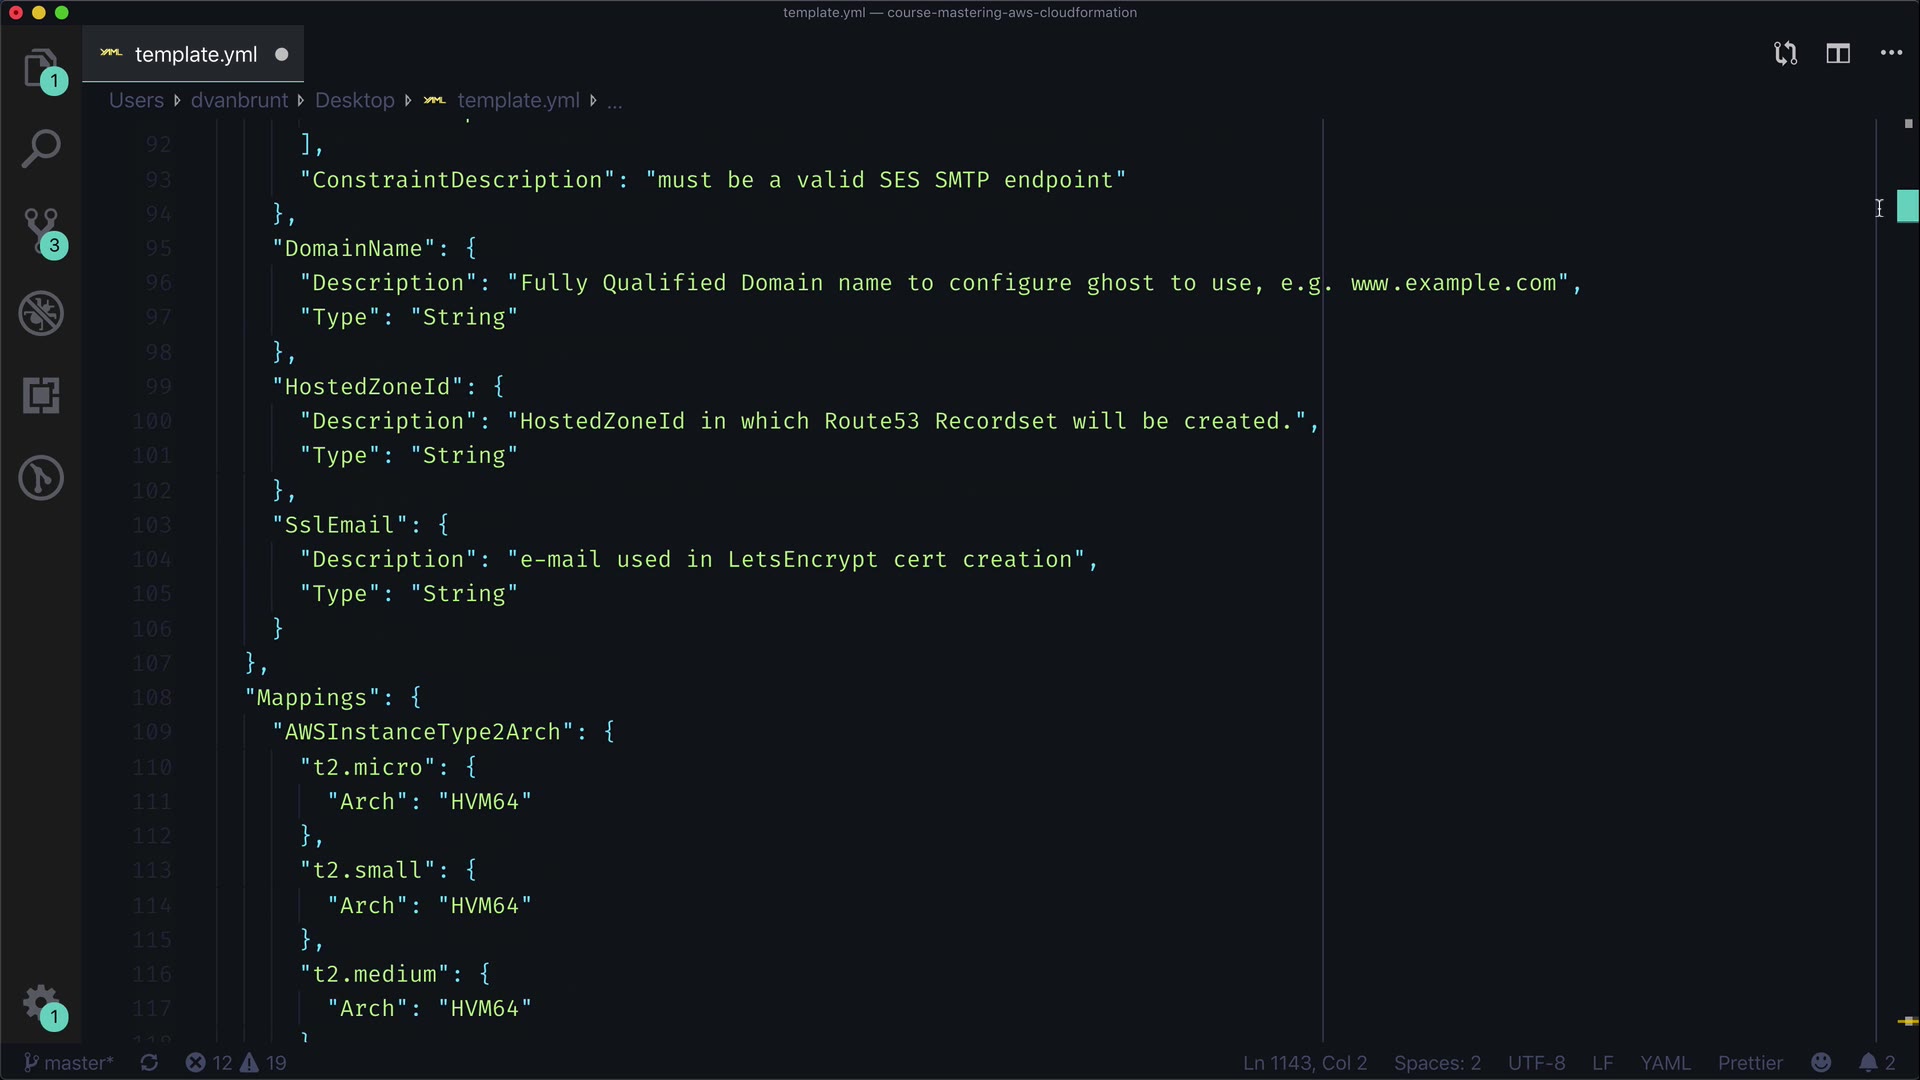 template.yml — course-mastering-aws-cloudformation
YAML template.yml
Users dvanbrunt Desktop YAML template.yml ...
1
3
1
92 ],
93 "ConstraintDescription": "must be a valid SES SMTP endpoint"
94 },
95 "DomainName": {
96 "Description": "Fully Qualified Domain name to configure ghost to use, e.g. www.example.com",
97 "Type": "String"
98 },
99 "HostedZoneId": {
100 "Description": "HostedZoneId in which Route53 Recordset will be created.",
101 "Type": "String"
102 },
103 "SslEmail": {
104 "Description": "e-mail used in LetsEncrypt cert creation",
105 "Type": "String"
106 }
107 },
108 "Mappings": {
109 "AWSInstanceType2Arch": {
110 "t2.micro": {
111 "Arch": "HVM64"
112 },
113 "t2.small": {
114 "Arch": "HVM64"
115 },
116 "t2.medium": {
117 "Arch": "HVM64"
master* 12 19 Ln 1143, Col 2 Spaces: 2 UTF-8 LF YAML Prettier 2